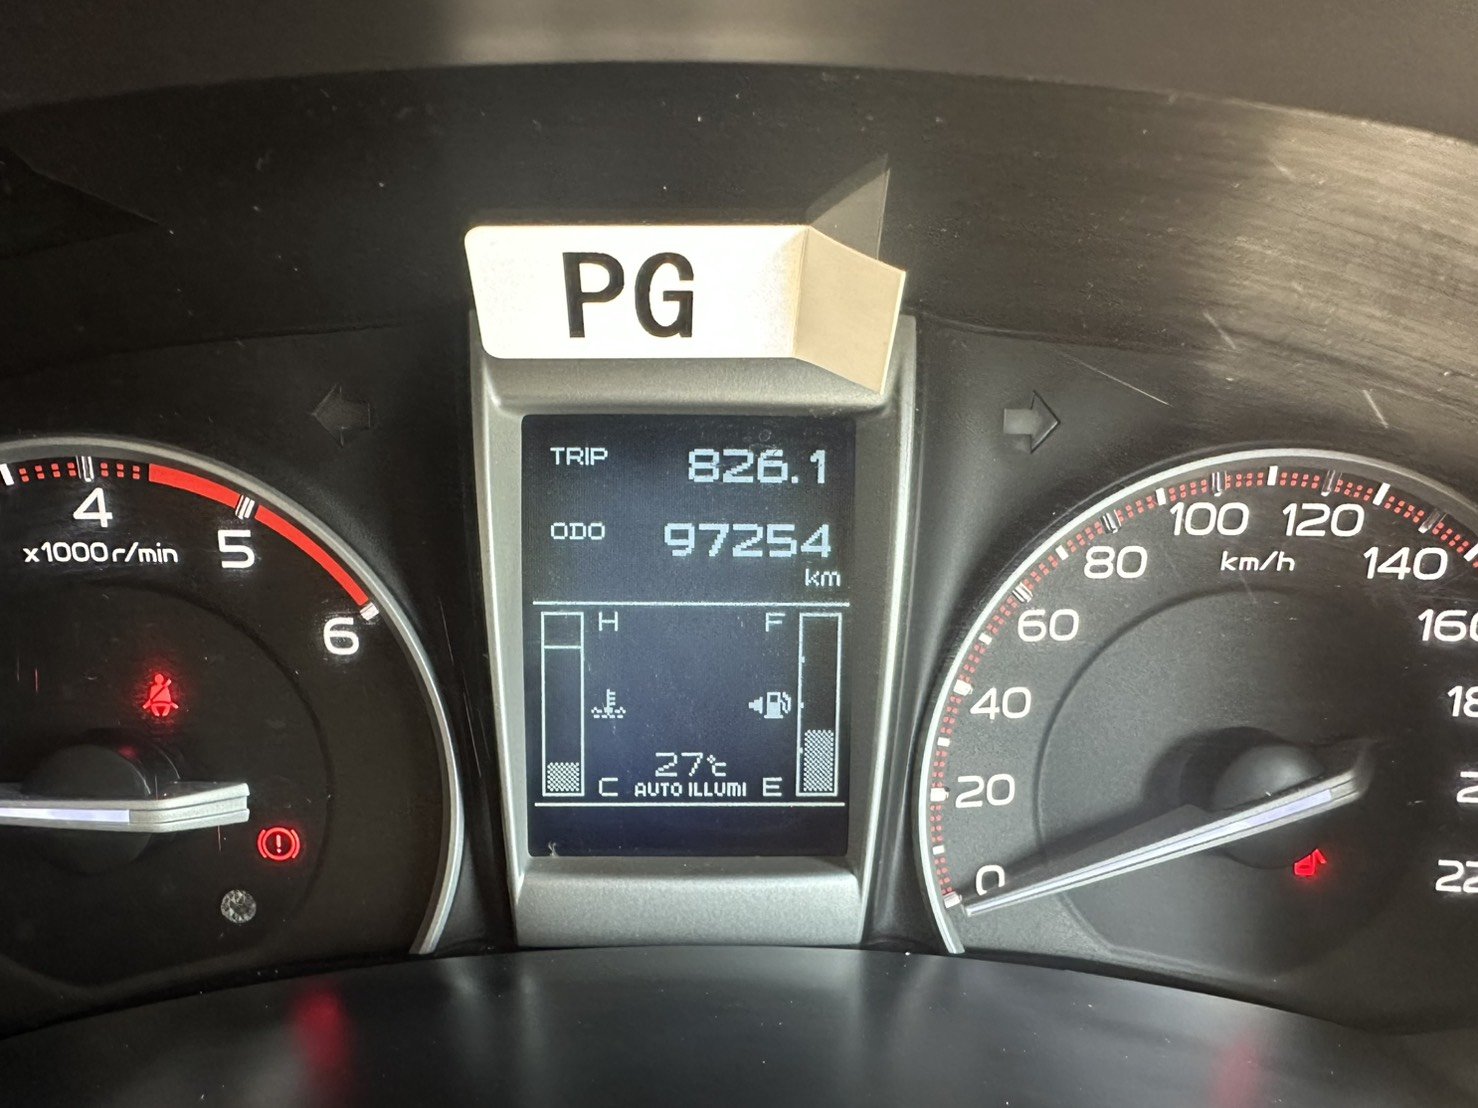 PG
TRIP 826.1
ODO 97254
km
H F
27℃
C AUTO ILLUMI E
4
x1000r/min
5
6
0
20
40
60
80
100
120
km/h
140